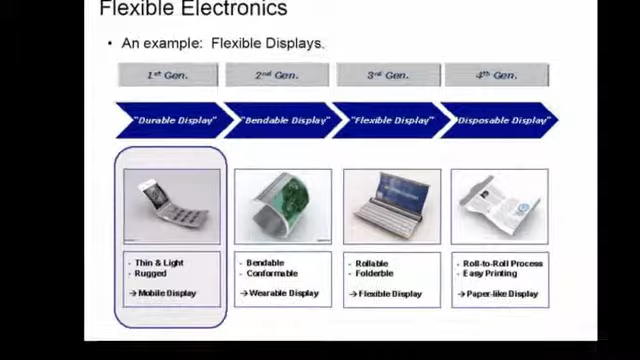 Flexible Electronics
• An example: Flexible Displays.
1st Gen.
2nd Gen.
3rd Gen.
4th Gen.
"Durable Display"
"Bendable Display"
"Flexible Display"
"Disposable Display"
- Thin & Light
- Rugged
→ Mobile Display
- Bendable
- Conformable
→ Wearable Display
- Rollable
- Folderble
→ Flexible Display
- Roll-to-Roll Process
- Easy Printing
→ Paper-like Display